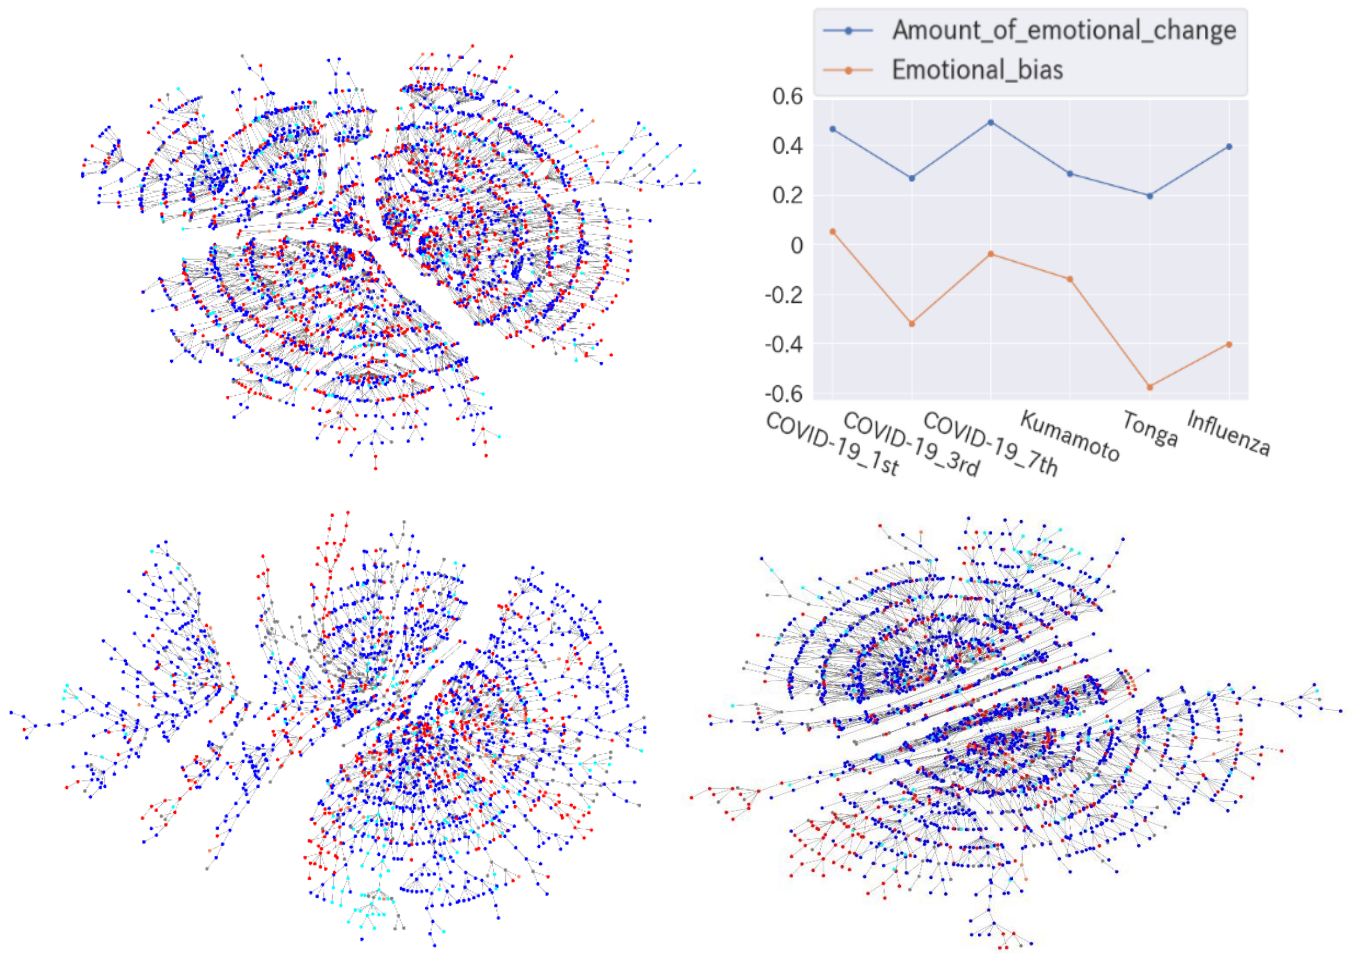 Amount_of_emotional_change
Emotional_bias
0.6
0.4
0.2
0
-0.2
-0.4
-0.6
COVID-19_1st
COVID-19_3rd
COVID-19_7th
Kumamoto
Tonga
Influenza